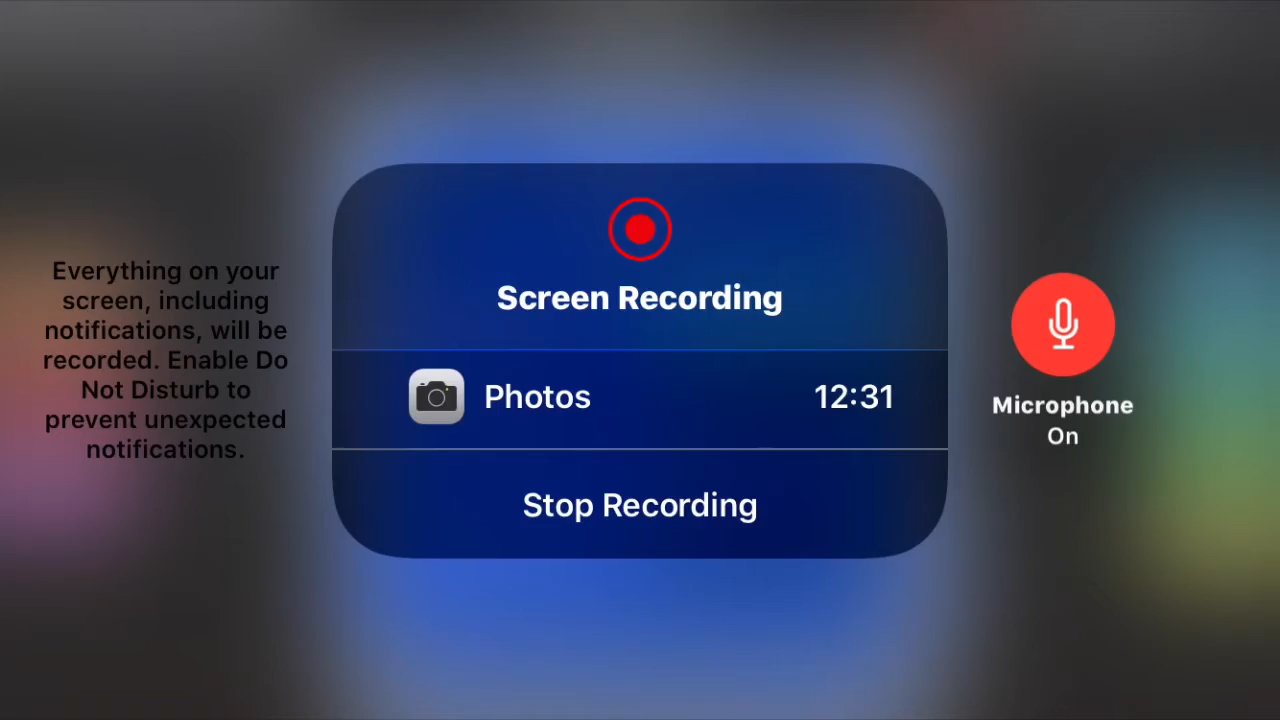 Everything on your
screen, including
notifications, will be
recorded. Enable Do
Not Disturb to
prevent unexpected
notifications.
Screen Recording
Photos 12:31
Stop Recording
Microphone
On